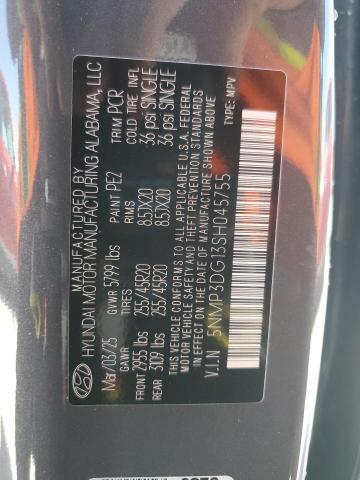 MANUFACTURED BY
HYUNDAI MOTOR MANUFACTURING ALABAMA, LLC
Mar/03/25 GVWR 5799 lbs PAINT PE2 TRIM PCR
GAWR TIRES RIMS COLD TIRE INFL
FRONT 2955 lbs 255/45R20 8.5JX20 36 psi SINGLE
REAR 3109 lbs 255/45R20 8.5JX20 36 psi SINGLE
THIS VEHICLE CONFORMS TO ALL APPLICABLE U.S.A. FEDERAL
MOTOR VEHICLE SAFETY AND THEFT PREVENTION STANDARDS
IN EFFECT ON THE DATE OF MANUFACTURE SHOWN ABOVE.
V.I.N 5NMP3DG13SH045755 TYPE: MPV